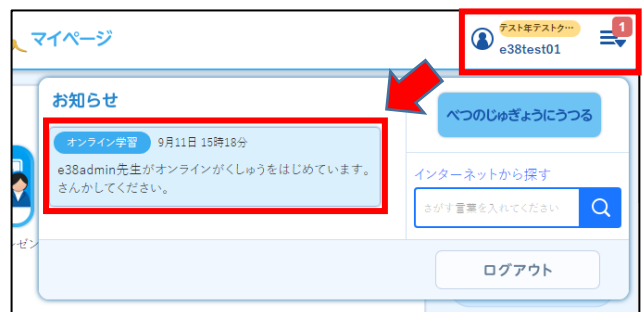 マイページ
テスト年テストク…
e38test01
1
お知らせ
オンライン学習 9月11日 15時18分
e38admin先生がオンラインがくしゅうをはじめています。
さんかしてください。
べつのじゅぎょうにうつる
インターネットから探す
さがす言葉を入れてください
ログアウト
ゼン